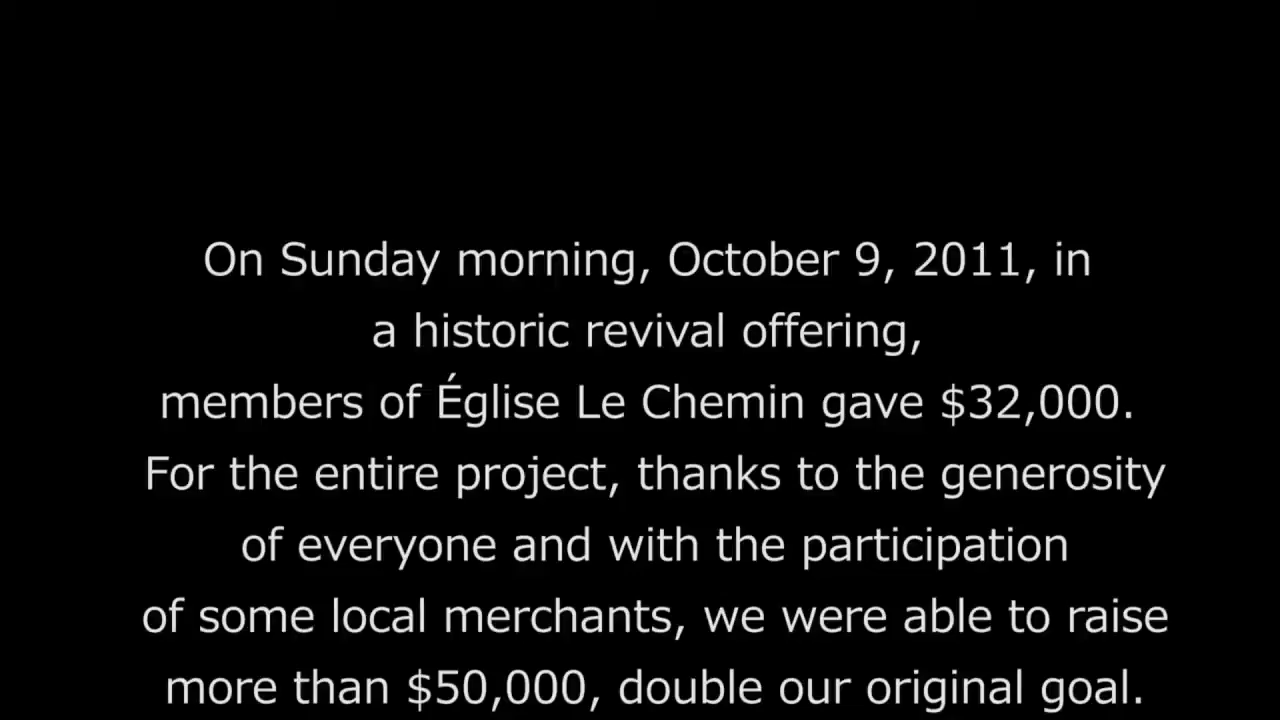 On Sunday morning, October 9, 2011, in
a historic revival offering,
members of Église Le Chemin gave $32,000.
For the entire project, thanks to the generosity
of everyone and with the participation
of some local merchants, we were able to raise
more than $50,000, double our original goal.